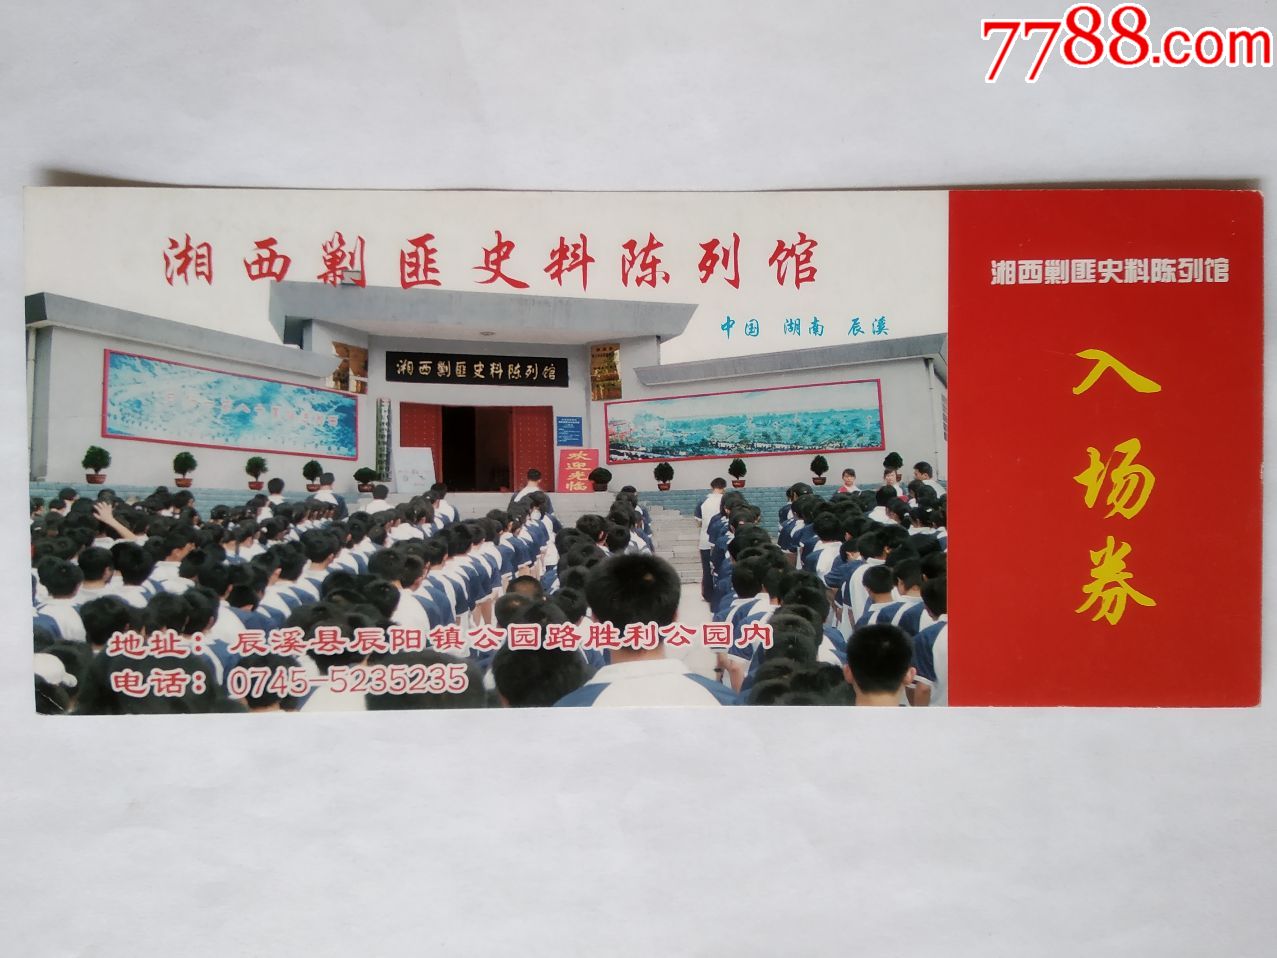 7788.com
湘西剿匪史料陈列馆
中国 湖南 辰溪
湘西剿匪史料陈列馆
欢迎光临
地址：辰溪县辰阳镇公园路胜利公园内
电话：0745-5235235
湘西剿匪史料陈列馆
入场券